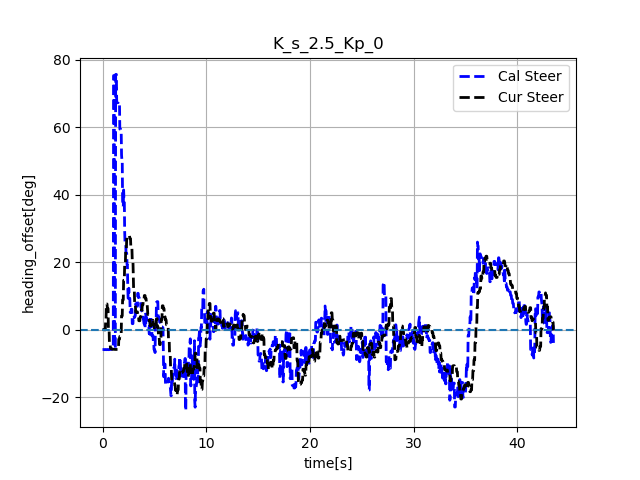 K_s_2.5_Kp_0
Cal Steer
Cur Steer
heading_offset[deg]
80
60
40
20
0
−20
0 10 20 30 40
time[s]